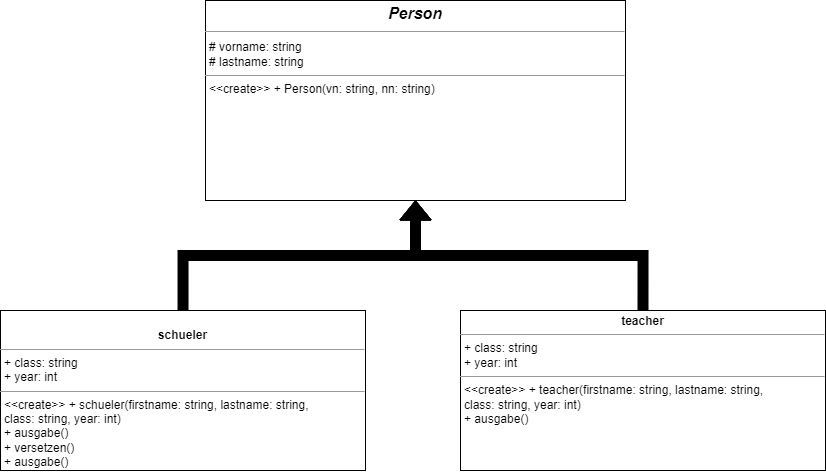 Person
# vorname: string
# lastname: string
<<create>> + Person(vn: string, nn: string)
schueler
+ class: string
+ year: int
<<create>> + schueler(firstname: string, lastname: string,
class: string, year: int)
+ ausgabe()
+ versetzen()
+ ausgabe()
teacher
+ class: string
+ year: int
<<create>> + teacher(firstname: string, lastname: string,
class: string, year: int)
+ ausgabe()